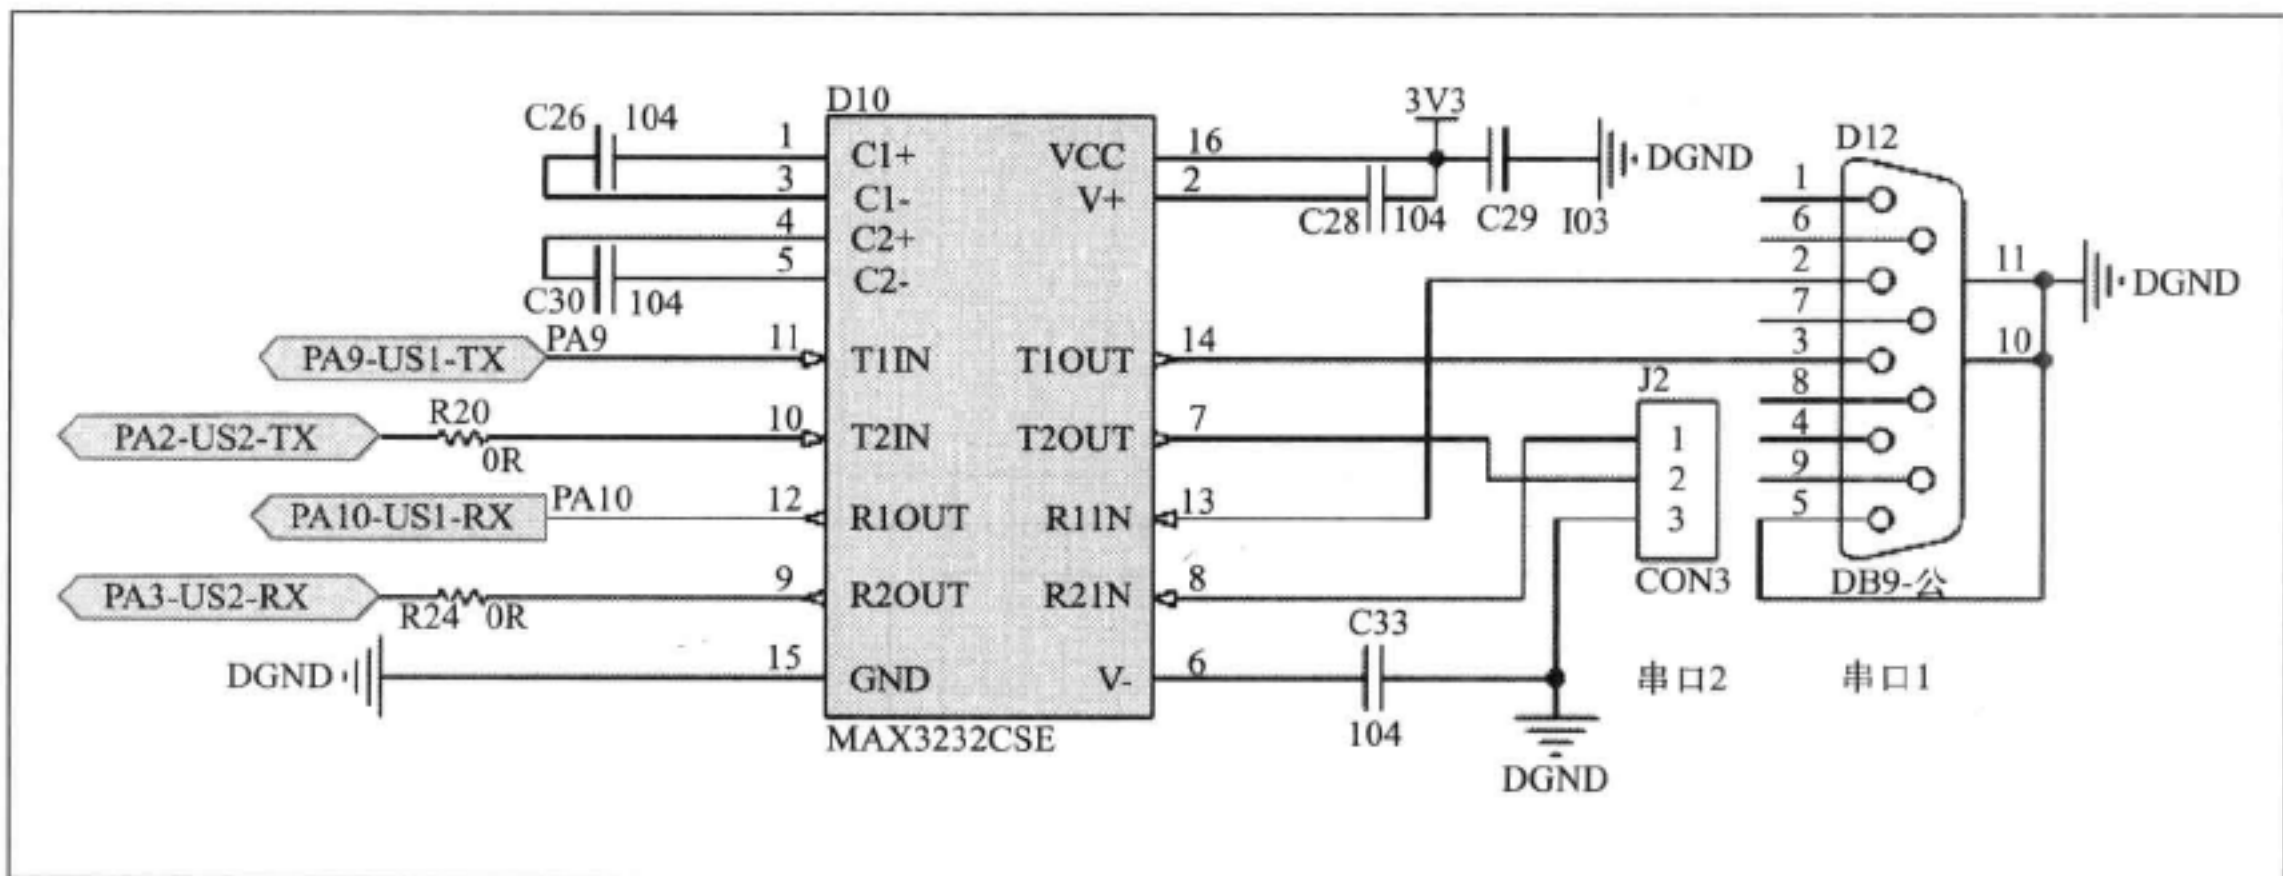 D10
C26 104
1
C1+
3
C1-
4
C2+
5
C2-
C30 104
PA9-US1-TX
PA9
11
T1IN
PA2-US2-TX
R20
0R
10
T2IN
PA10-US1-RX
PA10
12
R1OUT
PA3-US2-RX
R24 0R
9
R2OUT
DGND
15
GND
MAX3232CSE
VCC
16
V+
2
3V3
C28 104
C29 I03
DGND
T1OUT
14
T2OUT
7
R11N
13
R21N
8
V-
6
C33
104
DGND
J2
1
2
3
CON3
串口2
D12
1
6
2
7
3
8
4
9
5
11
10
DGND
DB9-公
串口1